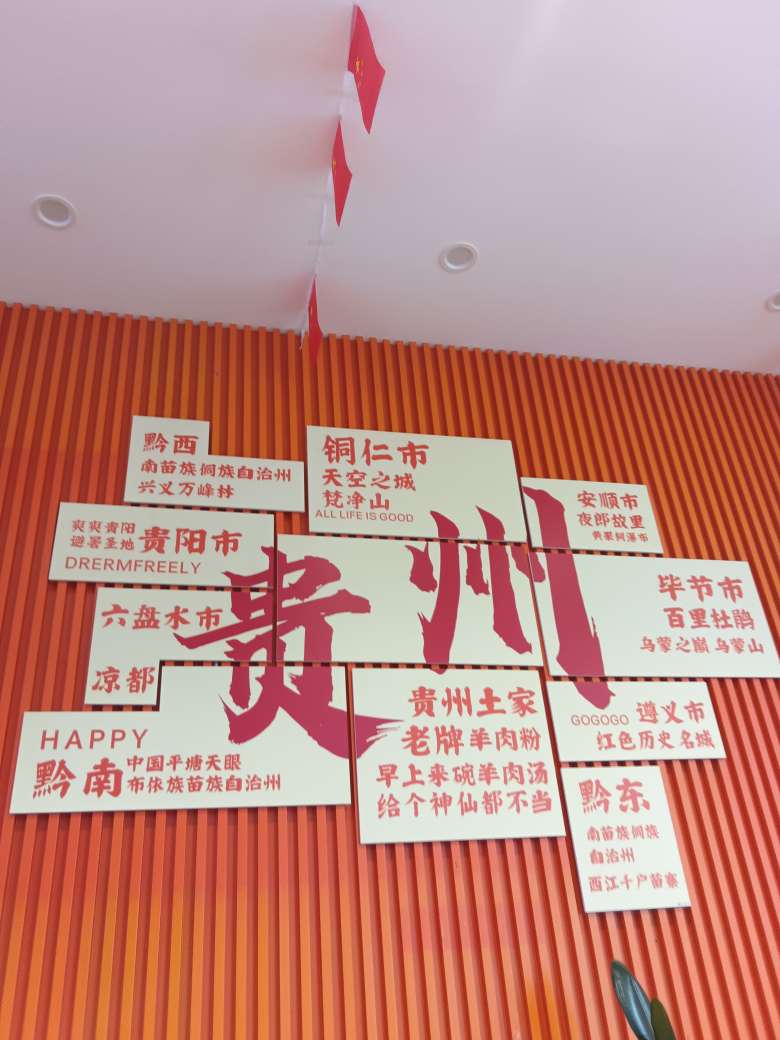 黔西
南苗族侗族自治州
兴义万峰林
铜仁市
天空之城
梵净山
ALL LIFE IS GOOD
安顺市
夜郎故里
黄果树瀑布
爽爽贵阳
避暑圣地
贵阳市
DRERMFREELY
贵州
毕节市
百里杜鹃
乌蒙之巅 乌蒙山
六盘水市
凉都
HAPPY
黔南
中国平塘天眼
布依族苗族自治州
贵州土家
老牌羊肉粉
早上来碗羊肉汤
给个神仙都不当
GOGOGO 遵义市
红色历史名城
黔东
南苗族侗族
自治州
西江千户苗寨